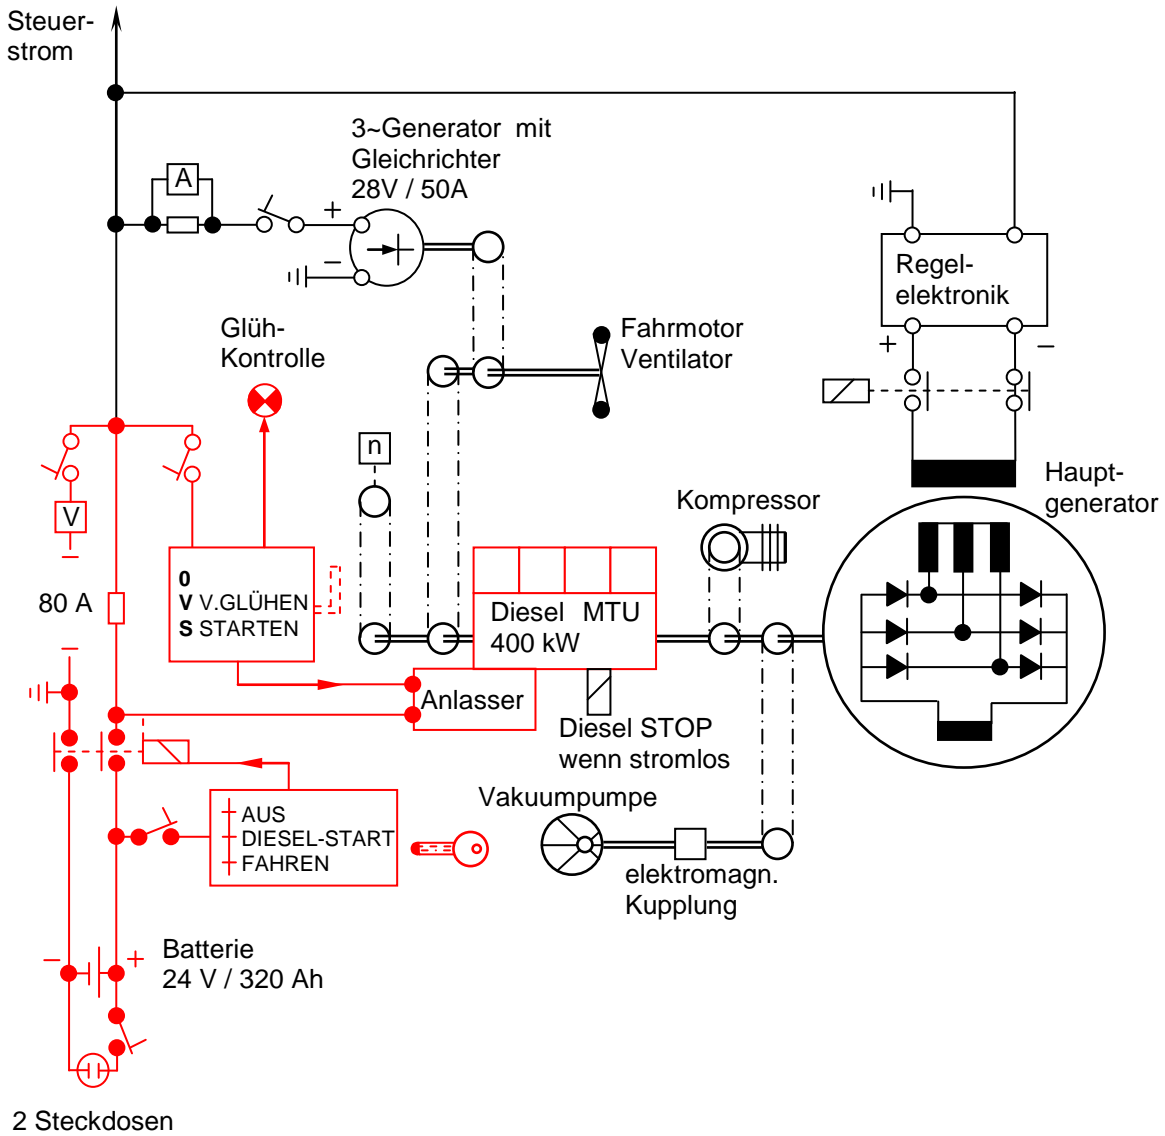 Steuer-
strom
3~Generator mit
Gleichrichter
28V / 50A
A
+
–
Regel-
elektronik
+
–
Glüh-
Kontrolle
Fahrmotor
Ventilator
n
V
–
Kompressor
Haupt-
generator
0
V V.GLÜHEN
S STARTEN
80 A
Diesel MTU
400 kW
–
Anlasser
Diesel STOP
wenn stromlos
Vakuumpumpe
AUS
DIESEL-START
FAHREN
elektromagn.
Kupplung
Batterie
24 V / 320 Ah
–
+
2 Steckdosen